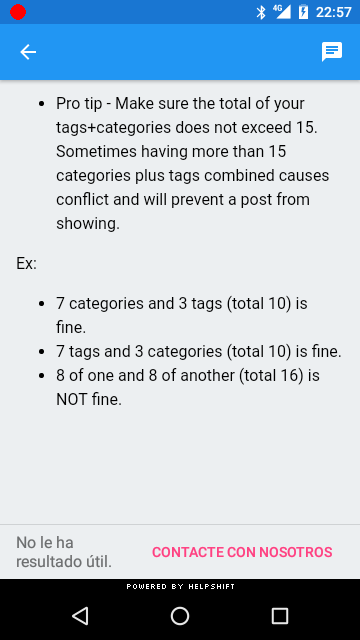 4G 22:57
Pro tip - Make sure the total of your
tags+categories does not exceed 15.
Sometimes having more than 15
categories plus tags combined causes
conflict and will prevent a post from
showing.
Ex:
7 categories and 3 tags (total 10) is
fine.
7 tags and 3 categories (total 10) is fine.
8 of one and 8 of another (total 16) is
NOT fine.
No le ha
resultado útil.
CONTACTE CON NOSOTROS
POWERED BY HELPSHIFT